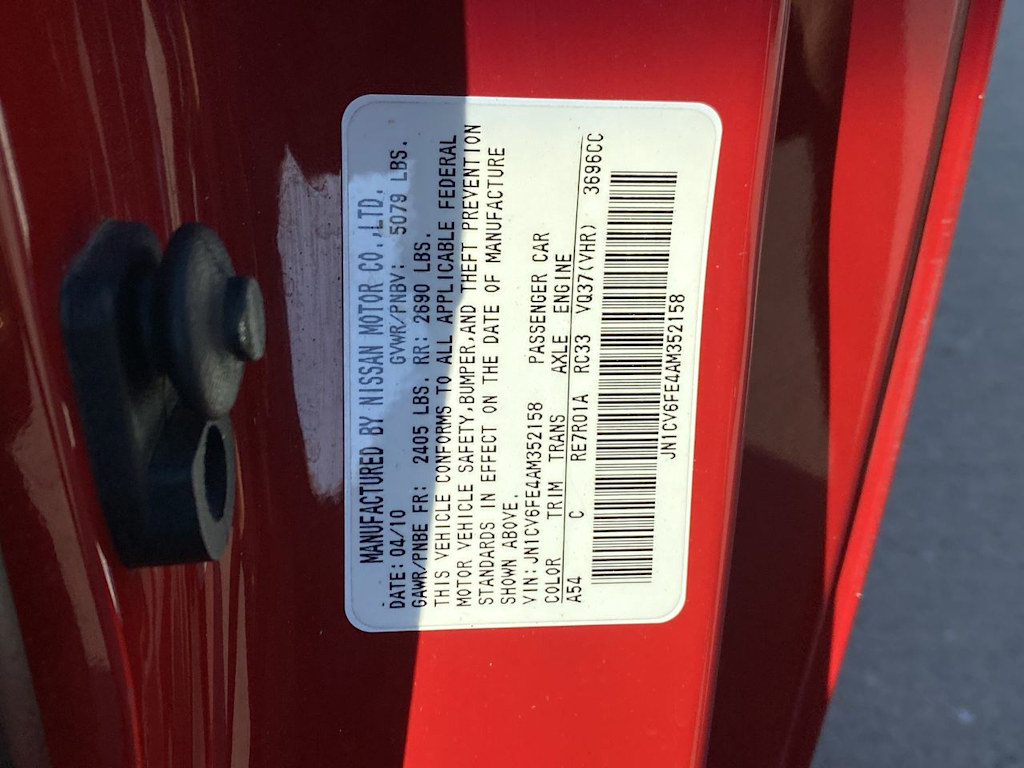 MANUFACTURED BY NISSAN MOTOR CO.,LTD.
DATE: 04/10 GVWR/PNBV: 5079 LBS.
GAWR/PNBE FR: 2405 LBS. RR: 2690 LBS.
THIS VEHICLE CONFORMS TO ALL APPLICABLE FEDERAL
MOTOR VEHICLE SAFETY,BUMPER,AND THEFT PREVENTION
STANDARDS IN EFFECT ON THE DATE OF MANUFACTURE
SHOWN ABOVE.
VIN: JN1CV6FE4AM352158 PASSENGER CAR
COLOR TRIM TRANS AXLE ENGINE
A54 C RE7R01A RC33 VQ37(VHR) 3696CC
JN1CV6FE4AM352158